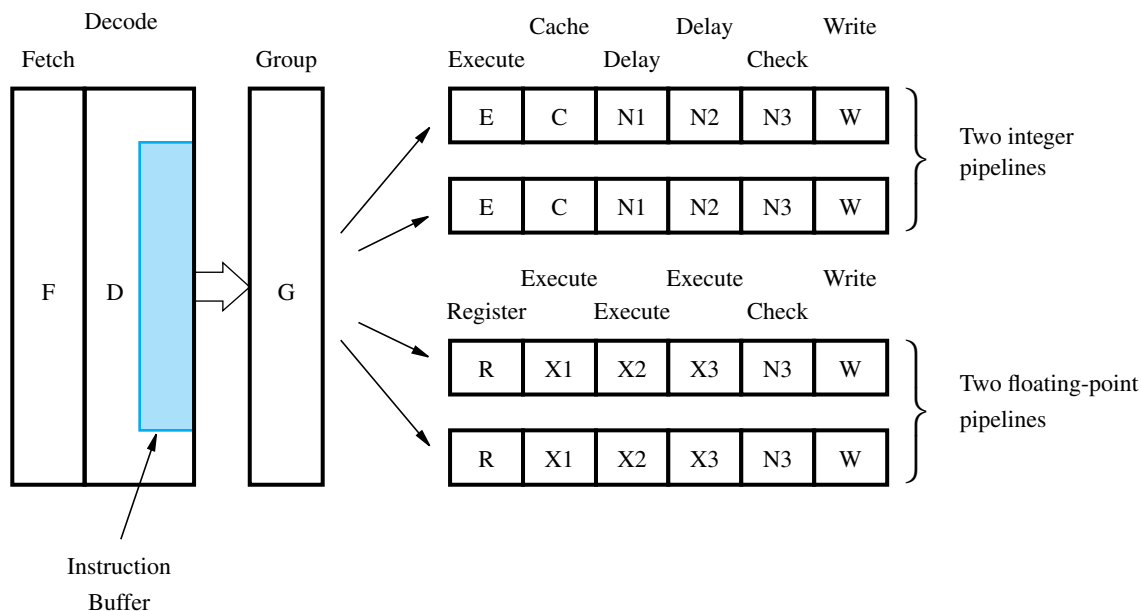 Decode
Cache
Delay
Write
Fetch
Group
Execute
Delay
Check
E C N1 N2 N3 W
Two integer
pipelines
E C N1 N2 N3 W
Execute
Execute
Write
F D G
Register
Execute
Check
R X1 X2 X3 N3 W
Two floating-point
pipelines
R X1 X2 X3 N3 W
Instruction
Buffer